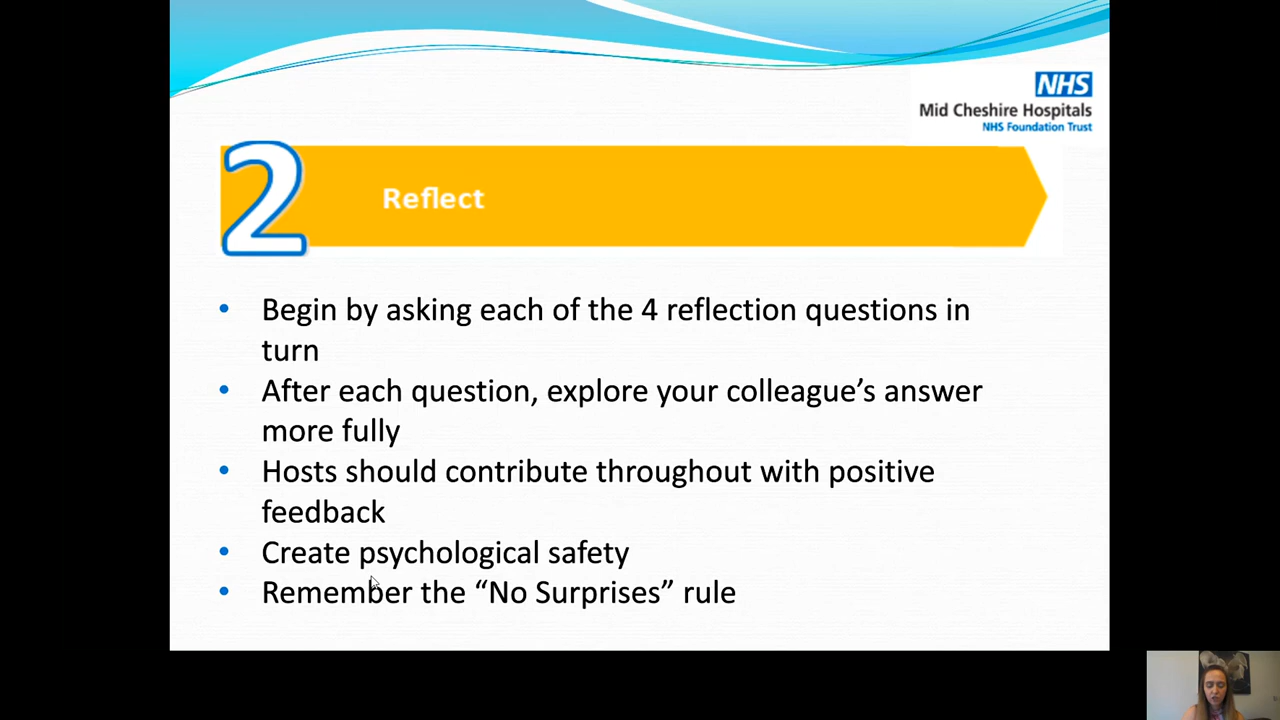 NHS
Mid Cheshire Hospitals
NHS Foundation Trust
2
Reflect
• Begin by asking each of the 4 reflection questions in
turn
• After each question, explore your colleague’s answer
more fully
• Hosts should contribute throughout with positive
feedback
• Create psychological safety
• Remember the “No Surprises” rule